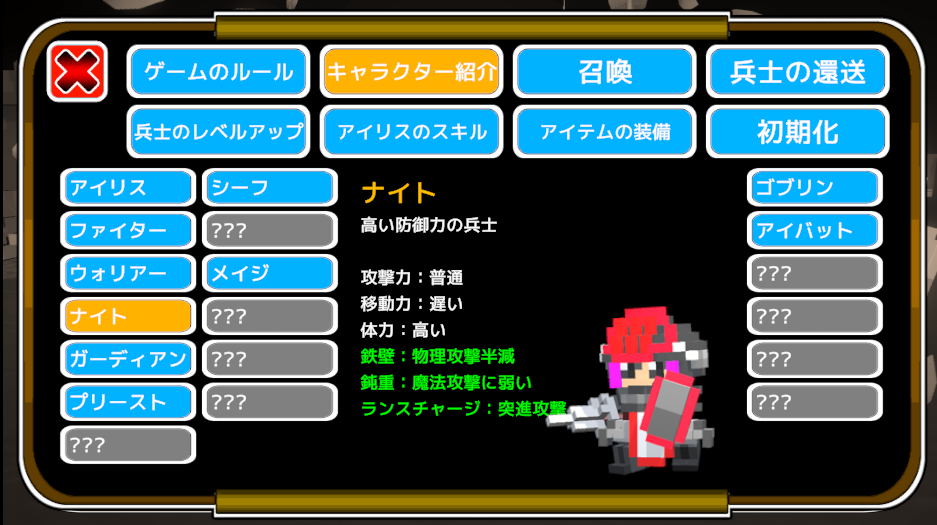 ゲームのルール
キャラクター紹介
召喚
兵士の還送
兵士のレベルアップ
アイリスのスキル
アイテムの装備
初期化
アイリス
シーフ
ファイター
???
ウォリアー
メイジ
ナイト
???
ガーディアン
???
プリースト
???
???
ナイト
高い防御力の兵士
攻撃力：普通
移動力：遅い
体力：高い
鉄壁：物理攻撃半減
鈍重：魔法攻撃に弱い
ランスチャージ：突進攻撃
ゴブリン
アイバット
???
???
???
???